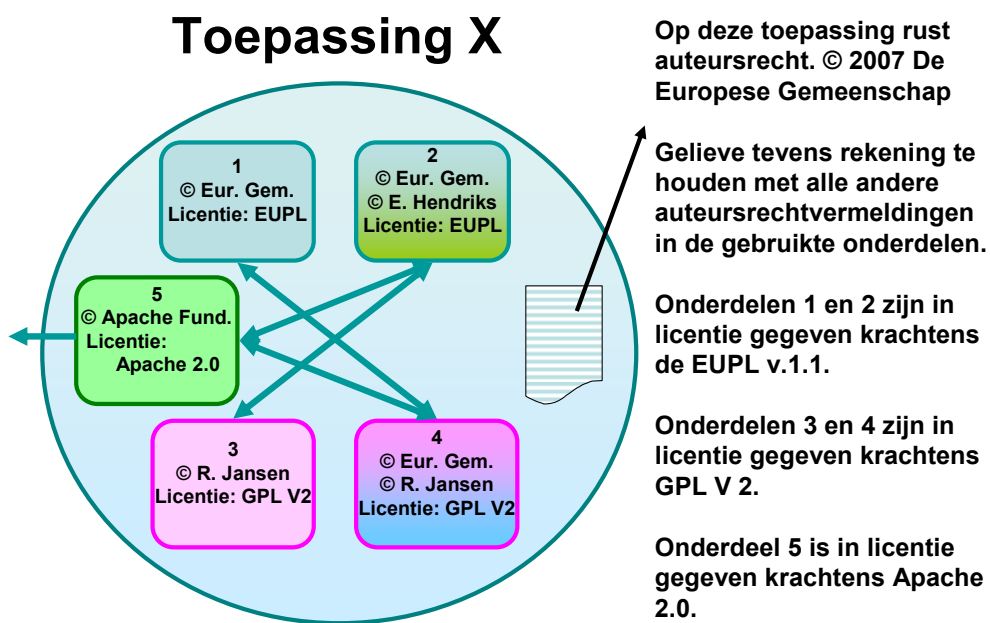 Toepassing X
1
© Eur. Gem.
Licentie: EUPL
2
© Eur. Gem.
© E. Hendriks
Licentie: EUPL
5
© Apache Fund.
Licentie:
Apache 2.0
3
© R. Jansen
Licentie: GPL V2
4
© Eur. Gem.
© R. Jansen
Licentie: GPL V2
Op deze toepassing rust
auteursrecht. © 2007 De
Europese Gemeenschap
Gelieve tevens rekening te
houden met alle andere
auteursrechtvermeldingen
in de gebruikte onderdelen.
Onderdelen 1 en 2 zijn in
licentie gegeven krachtens
de EUPL v.1.1.
Onderdelen 3 en 4 zijn in
licentie gegeven krachtens
GPL V 2.
Onderdeel 5 is in licentie
gegeven krachtens Apache
2.0.